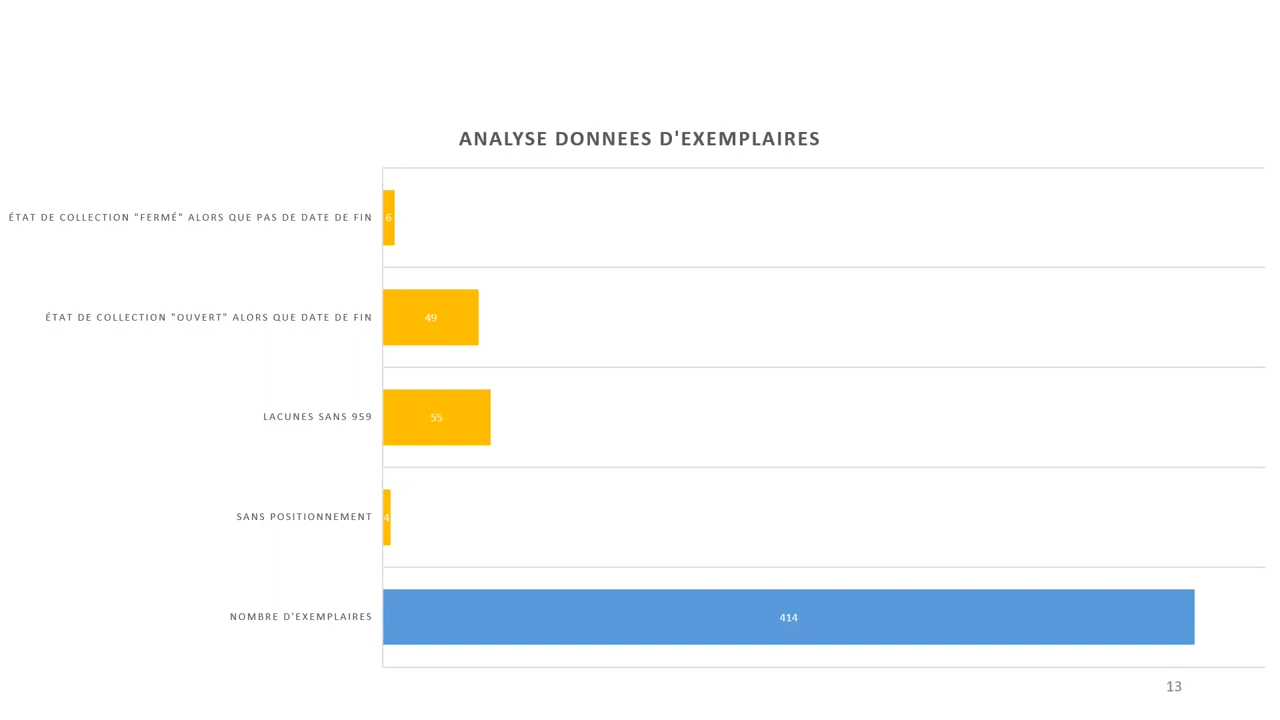 ANALYSE DONNEES D'EXEMPLAIRES
ÉTAT DE COLLECTION "FERMÉ" ALORS QUE PAS DE DATE DE FIN
6
ÉTAT DE COLLECTION "OUVERT" ALORS QUE DATE DE FIN
49
LACUNES SANS 959
55
SANS POSITIONNEMENT
4
NOMBRE D'EXEMPLAIRES
414
13